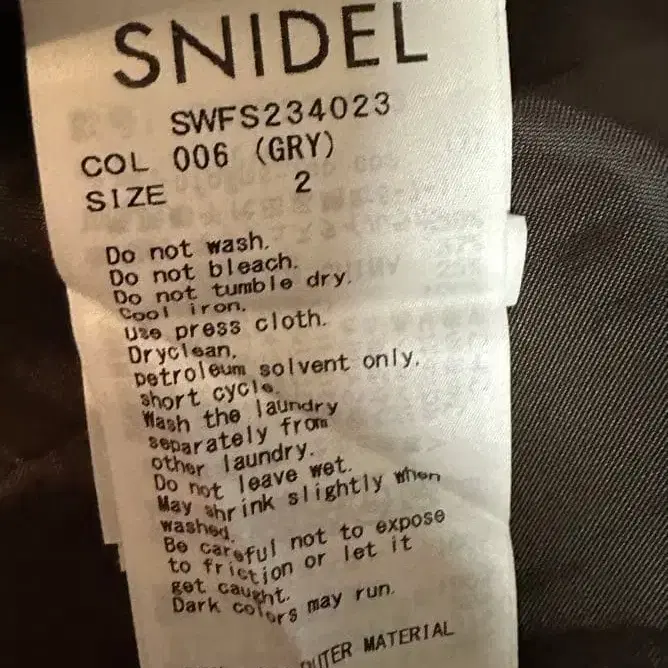 SNIDEL
SWFS234023
COL 006 (GRY)
SIZE 2
Do not wash.
Do not bleach.
Do not tumble dry.
Cool iron.
Use press cloth.
Dryclean.
petroleum solvent only.
short cycle.
Wash the laundry
separately from
other laundry.
Do not leave wet.
May shrink slightly when
washed.
Be careful not to expose
to friction or let it
get caught.
Dark colors may run.
OUTER MATERIAL